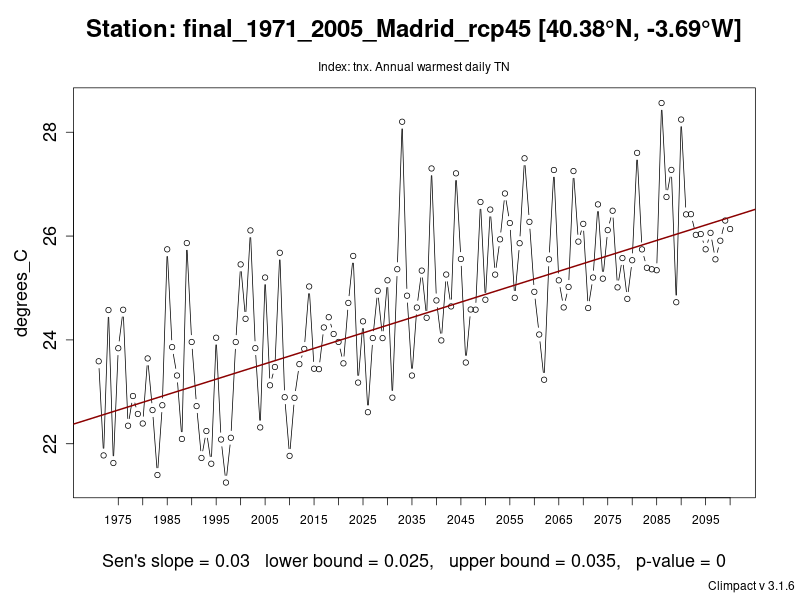 Station: final_1971_2005_Madrid_rcp45 [40.38°N, -3.69°W]
Index: tnx. Annual warmest daily TN
degrees_C
28
26
24
22
1975 1985 1995 2005 2015 2025 2035 2045 2055 2065 2075 2085 2095
Sen's slope = 0.03 lower bound = 0.025, upper bound = 0.035, p-value = 0
Climpact v 3.1.6